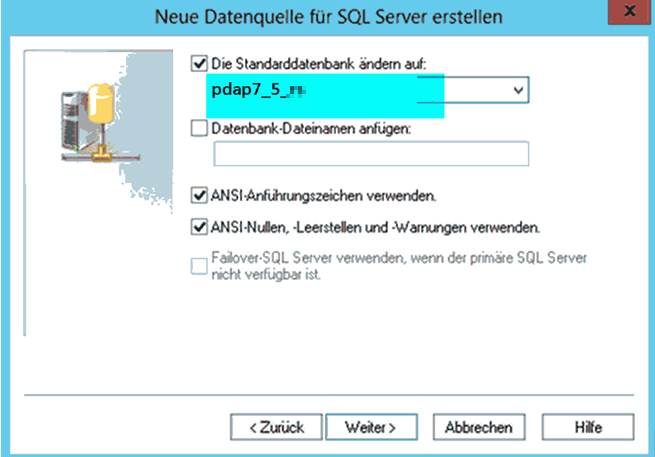 Neue Datenquelle für SQL Server erstellen
x
Die Standarddatenbank ändern auf:
pdap7_5_
Datenbank-Dateinamen anfügen:
ANSI-Anführungszeichen verwenden.
ANSI-Nullen, -Leerstellen und -Warnungen verwenden.
Failover-SQL Server verwenden, wenn der primäre SQL Server
nicht verfügbar ist.
< Zurück
Weiter >
Abbrechen
Hilfe